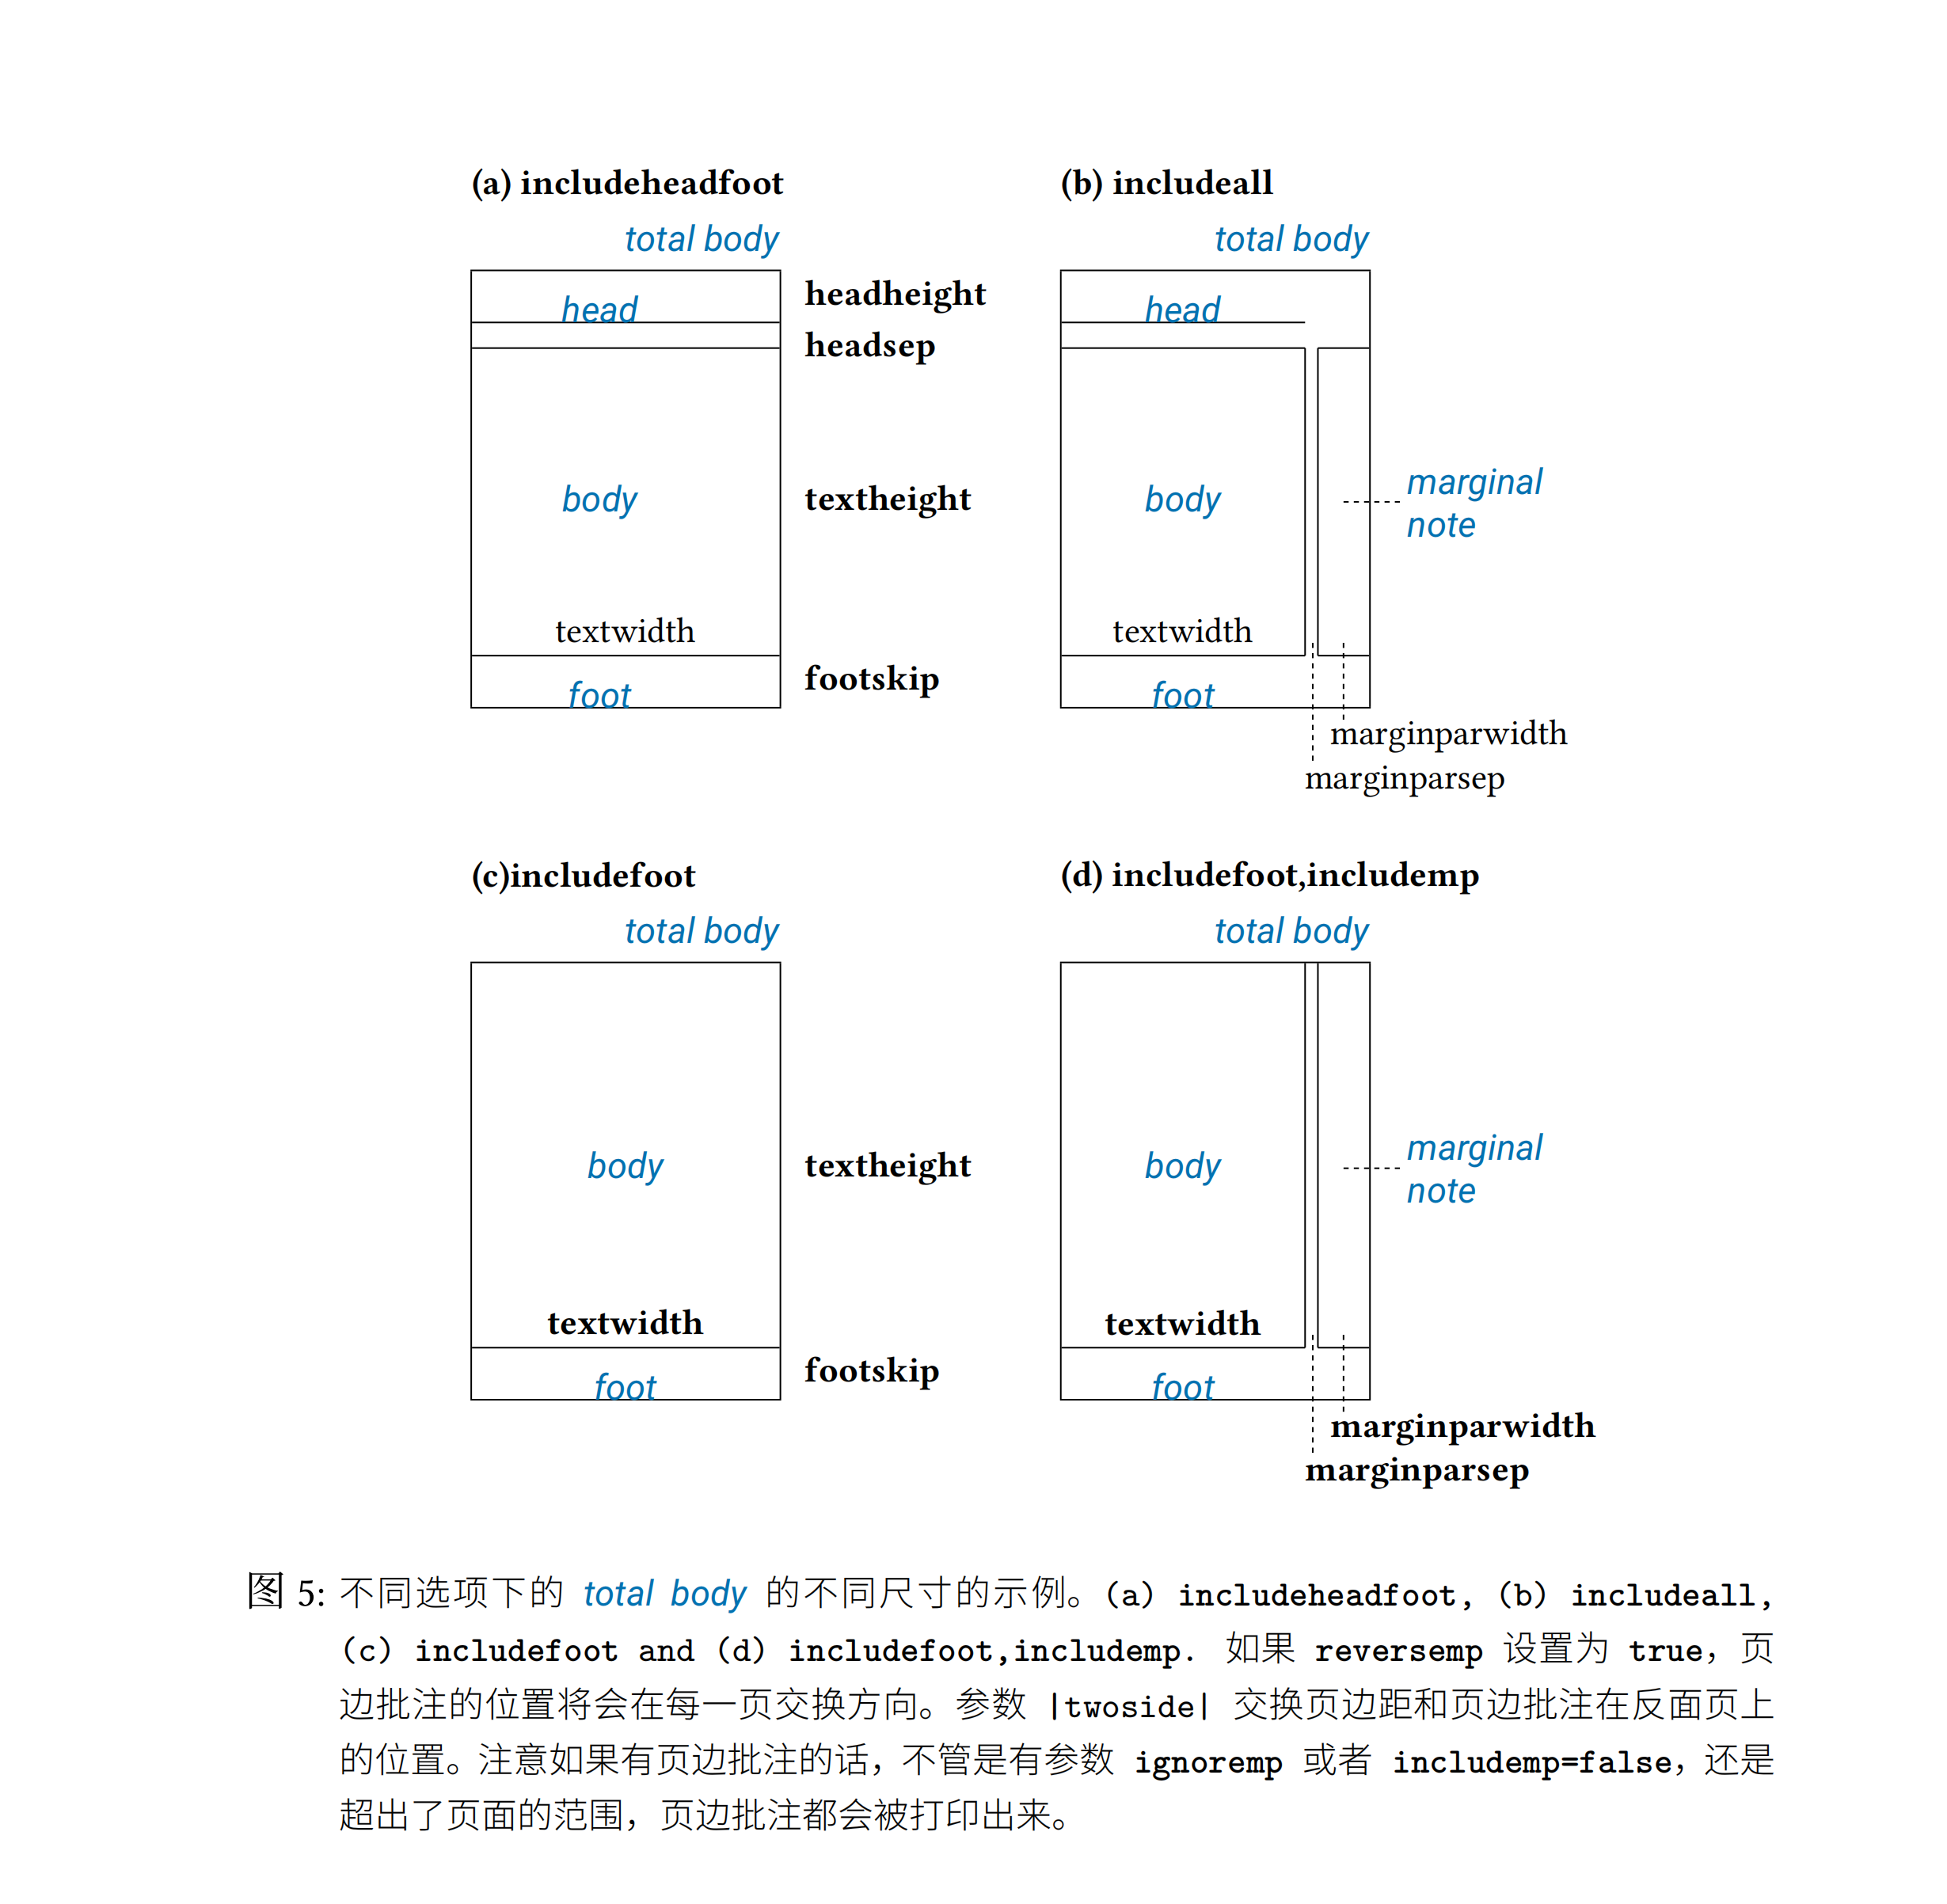 (a) includeheadfoot
total body
head
headheight
headsep
body
textheight
textwidth
footskip
foot
(b) includeall
total body
head
body
marginal
note
textwidth
foot
marginparwidth
marginparsep
(c)includefoot
total body
body
textheight
textwidth
footskip
foot
(d) includefoot,includemp
total body
body
marginal
note
textwidth
foot
marginparwidth
marginparsep
图 5: 不同选项下的 total body 的不同尺寸的示例。(a) includeheadfoot, (b) includeall,
(c) includefoot and (d) includefoot,includemp. 如果 reversemp 设置为 true，页
边批注的位置将会在每一页交换方向。参数 |twoside| 交换页边距和页边批注在反面页上
的位置。注意如果有页边批注的话，不管是有参数 ignoremp 或者 includemp=false，还是
超出了页面的范围，页边批注都会被打印出来。